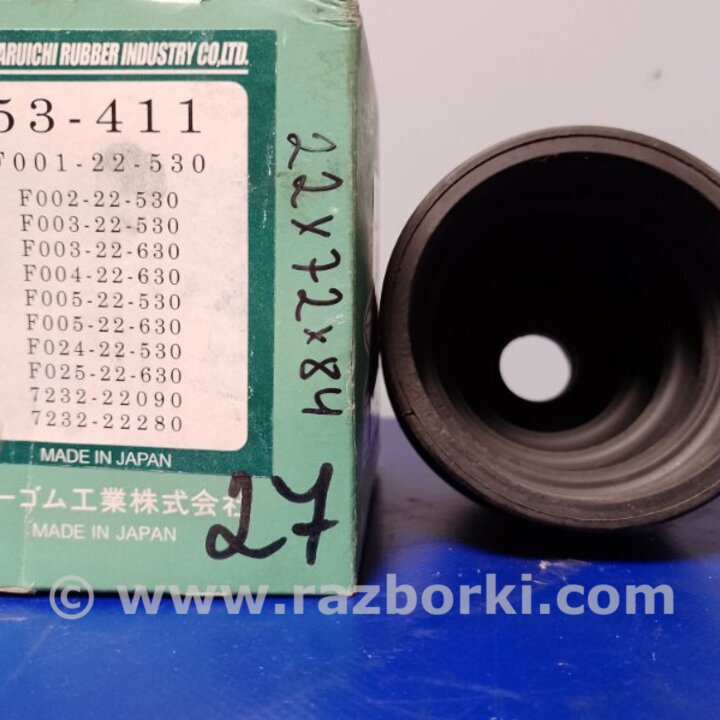 ARUICHI RUBBER INDUSTRY CO.,LTD.
53-411
F001-22-530
F002-22-530
F003-22-530
F003-22-630
F004-22-630
F005-22-530
F005-22-630
F024-22-530
F025-22-630
7232-22090
7232-22280
MADE IN JAPAN
ーゴム工業株式会社
MADE IN JAPAN
22x72x84
27
© www.razborki.com